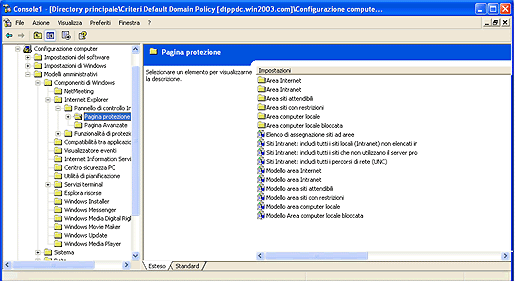 Console1 - [Directory principale\Criteri Default Domain Policy [dtppdc.win2003.com]\Configurazione compute...
File Azione Visualizza Preferiti Finestra ?
Configurazione computer
Impostazioni del software
Impostazioni di Windows
Modelli amministrativi
Componenti di Windows
NetMeeting
Internet Explorer
Pannello di controllo In
Pagina protezione
Pagina Avanzate
Funzionalità di protezio
Compatibilità tra applicazion
Visualizzatore eventi
Internet Information Servi
Centro sicurezza PC
Utilità di pianificazione
Servizi terminal
Esplora risorse
Windows Installer
Windows Messenger
Windows Media Digital Righ
Windows Movie Maker
Windows Update
Windows Media Player
Sistema
Pagina protezione
Selezionare un elemento per visualizzarne
la descrizione.
Impostazioni
Area Internet
Area Intranet
Area siti attendibili
Area siti con restrizioni
Area computer locale
Area computer locale bloccata
Elenco di assegnazione siti ad aree
Siti Intranet: includi tutti i siti locali (Intranet) non elencati ir
Siti Intranet: includi tutti i siti che non utilizzano il server pro
Siti Intranet: includi tutti i percorsi di rete (UNC)
Modello area Internet
Modello area Intranet
Modello area siti attendibili
Modello area siti con restrizioni
Modello area computer locale
Modello Area computer locale bloccata
Esteso Standard